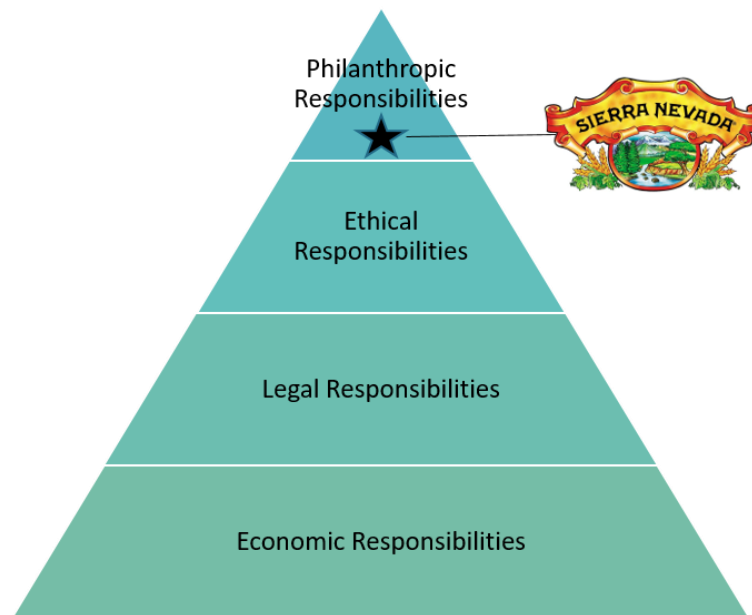 Philanthropic
Responsibilities
SIERRA NEVADA
Ethical
Responsibilities
Legal Responsibilities
Economic Responsibilities